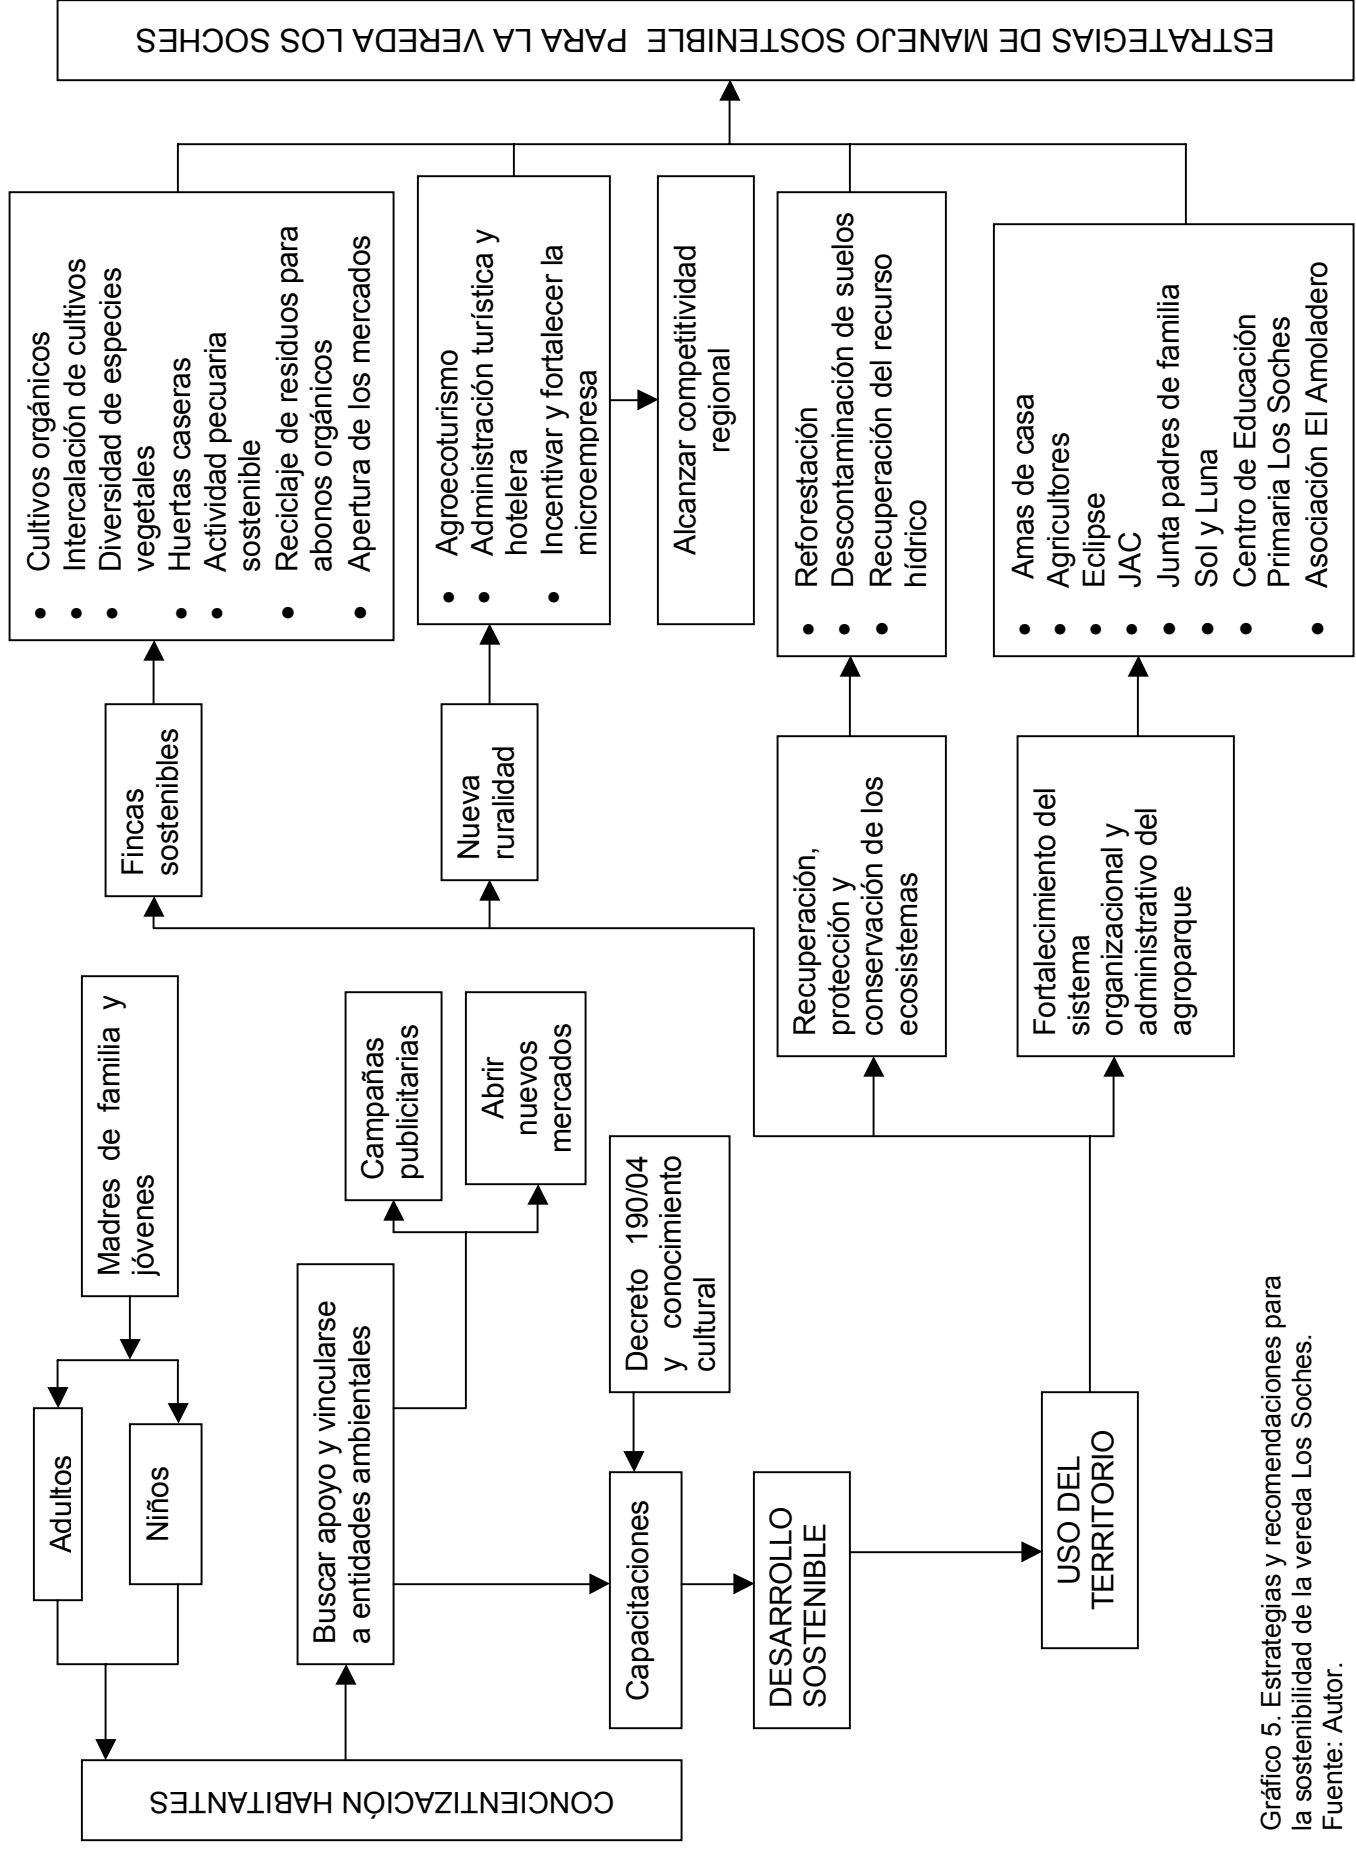 Adultos
Niños
Madres de familia y
jóvenes
CONCIENTIZACIÓN HABITANTES
Buscar apoyo y vincularse
a entidades ambientales
Campañas
publicitarias
Abrir
nuevos
mercados
Capacitaciones
Decreto 190/04
y conocimiento
cultural
DESARROLLO
SOSTENIBLE
USO DEL
TERRITORIO
Fincas
sostenibles
• Cultivos orgánicos
• Intercalación de cultivos
• Diversidad de especies
vegetales
• Huertas caseras
• Actividad pecuaria
sostenible
• Reciclaje de residuos para
abonos orgánicos
• Apertura de los mercados
Nueva
ruralidad
• Agroecoturismo
• Administración turística y
hotelera
• Incentivar y fortalecer la
microempresa
Alcanzar competitividad
regional
Recuperación,
protección y
conservación de los
ecosistemas
• Reforestación
• Descontaminación de suelos
• Recuperación del recurso
hídrico
Fortalecimiento del
sistema
organizacional y
administrativo del
agroparque
• Amas de casa
• Agricultores
• Eclipse
• JAC
• Junta padres de familia
• Sol y Luna
• Centro de Educación
Primaria Los Soches
• Asociación El Amoladero
ESTRATEGIAS DE MANEJO SOSTENIBLE PARA LA VEREDA LOS SOCHES
Gráfico 5. Estrategias y recomendaciones para
la sostenibilidad de la vereda Los Soches.
Fuente: Autor.